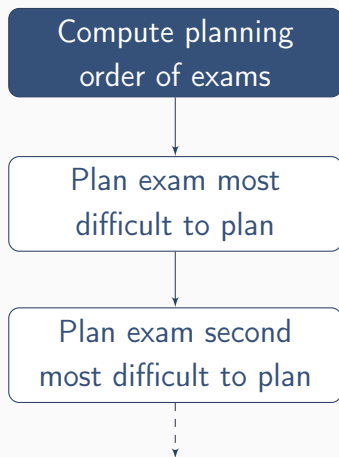 Compute planning
order of exams
Plan exam most
difficult to plan
Plan exam second
most difficult to plan